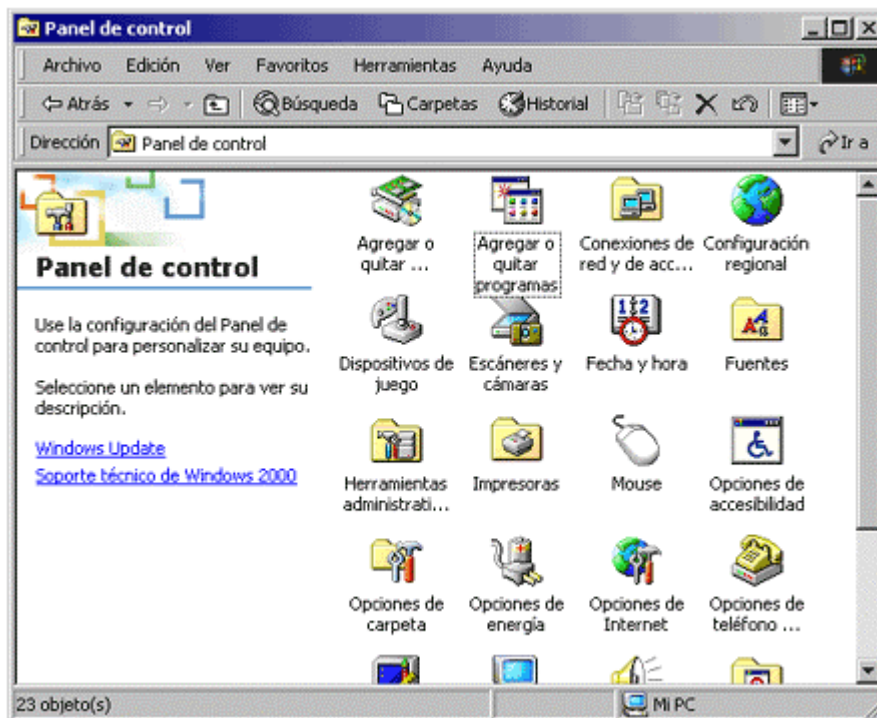 Panel de control
Archivo Edición Ver Favoritos Herramientas Ayuda
Atrás Búsqueda Carpetas Historial
Dirección Panel de control Ir a
Panel de control
Use la configuración del Panel de
control para personalizar su equipo.
Seleccione un elemento para ver su
descripción.
Windows Update
Soporte técnico de Windows 2000
Agregar o
quitar ...
Agregar o
quitar
programas
Conexiones de
red y de acc...
Configuración
regional
Dispositivos de
juego
Escáneres y
cámaras
Fecha y hora
Fuentes
Herramientas
administrati...
Impresoras
Mouse
Opciones de
accesibilidad
Opciones de
carpeta
Opciones de
energía
Opciones de
Internet
Opciones de
teléfono ...
23 objeto(s)
Mi PC